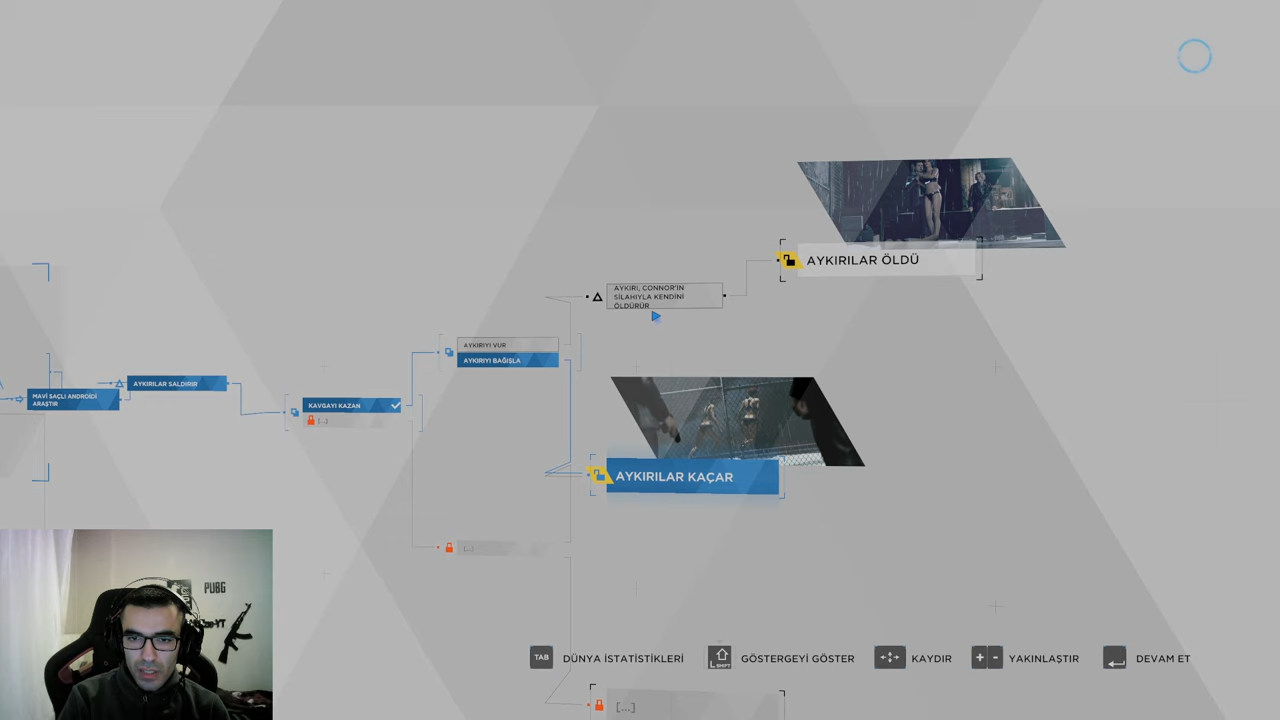 AYKIRILAR ÖLDÜ
AYKIRI, CONNOR'IN
SİLAHIYLA KENDİNİ
ÖLDÜRÜR
AYKIRIYI VUR
AYKIRIYI BAĞIŞLA
AYKIRILAR SALDIRIR
MAVİ SAÇLI ANDROİDİ
ARAŞTIR
KAVGAYI KAZAN
[...]
AYKIRILAR KAÇAR
[...]
PUBG
TAB DÜNYA İSTATİSTİKLERİ
L SHIFT GÖSTERGEYİ GÖSTER
KAYDIR
+ - YAKINLAŞTIR
DEVAM ET
[...]